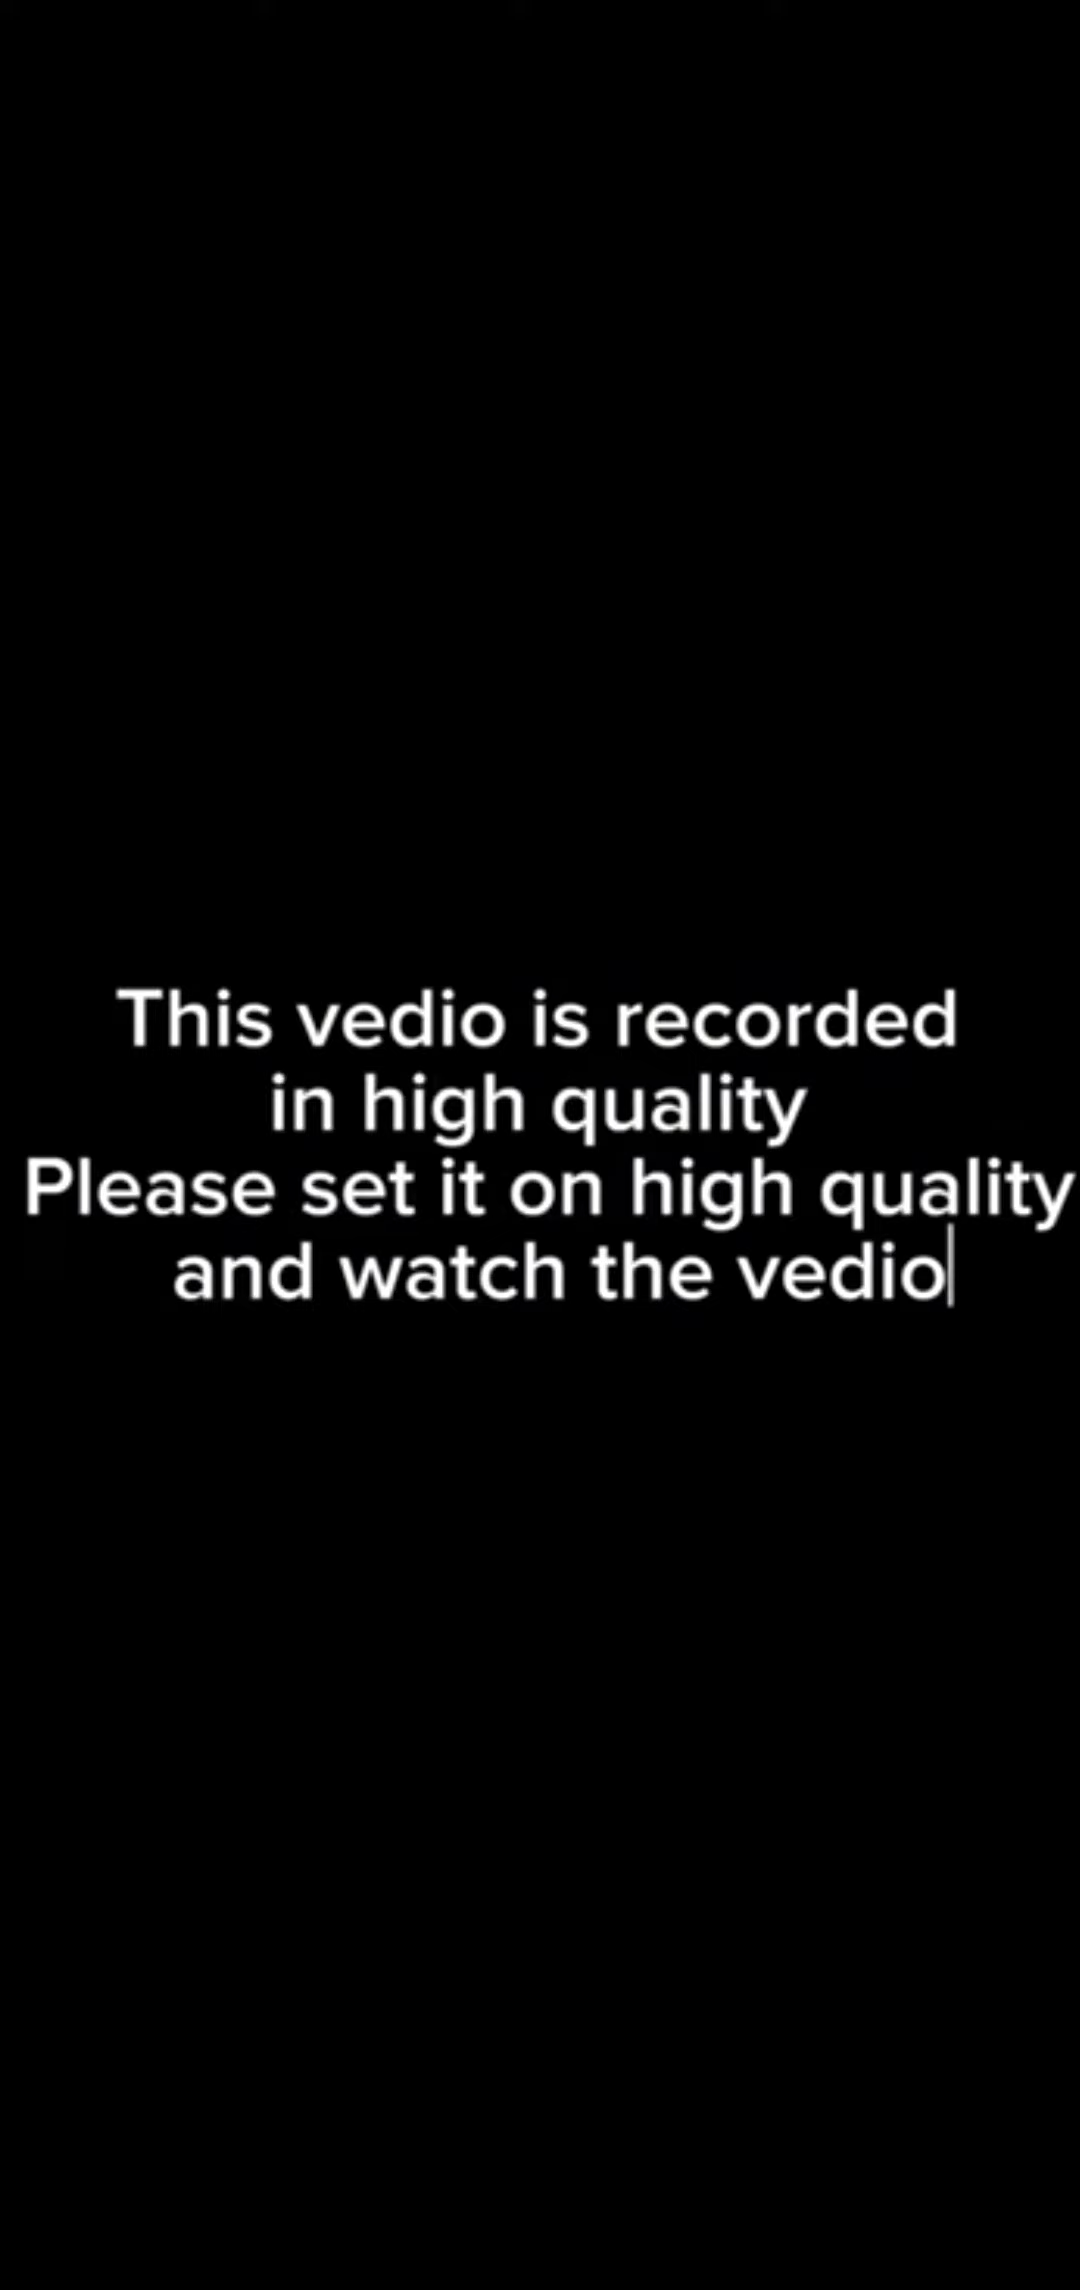 This vedio is recorded
in high quality
Please set it on high quality
and watch the vedio